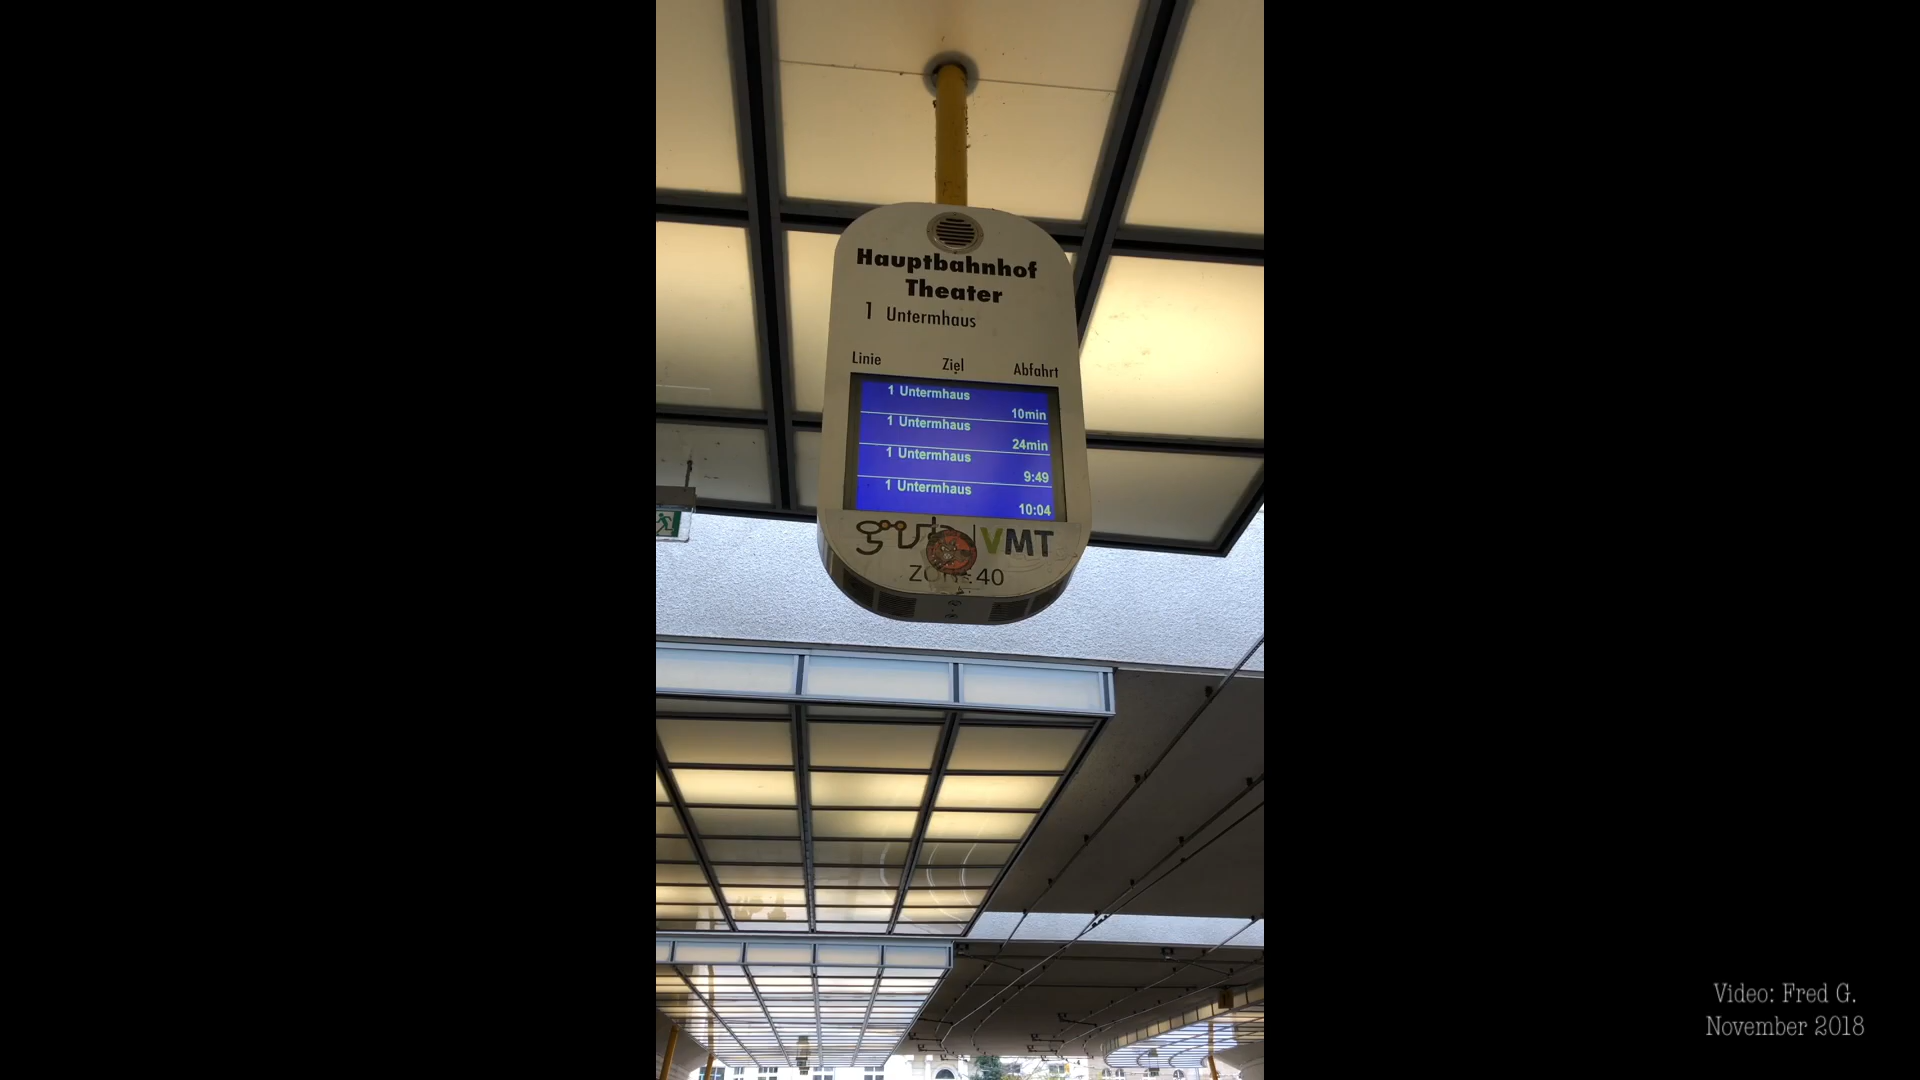 Hauptbahnhof
Theater
1 Untermhaus
Linie Ziel Abfahrt
1 Untermhaus
10min
1 Untermhaus
24min
1 Untermhaus
9:49
1 Untermhaus
10:04
VMT
40
Video: Fred G.
November 2018